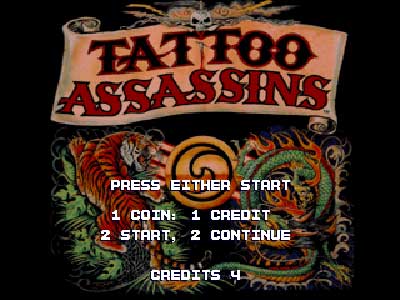 TATTOO
ASSASSINS
PRESS EITHER START
1 COIN: 1 CREDIT
2 START, 2 CONTINUE
CREDITS 4